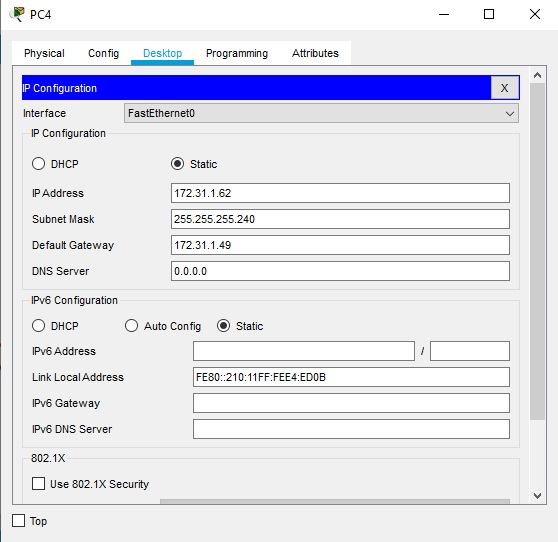 PC4
Physical Config Desktop Programming Attributes
IP Configuration X
Interface FastEthernet0
IP Configuration
DHCP Static
IP Address 172.31.1.62
Subnet Mask 255.255.255.240
Default Gateway 172.31.1.49
DNS Server 0.0.0.0
IPv6 Configuration
DHCP Auto Config Static
IPv6 Address /
Link Local Address FE80::210:11FF:FEE4:ED0B
IPv6 Gateway
IPv6 DNS Server
802.1X
Use 802.1X Security
Top